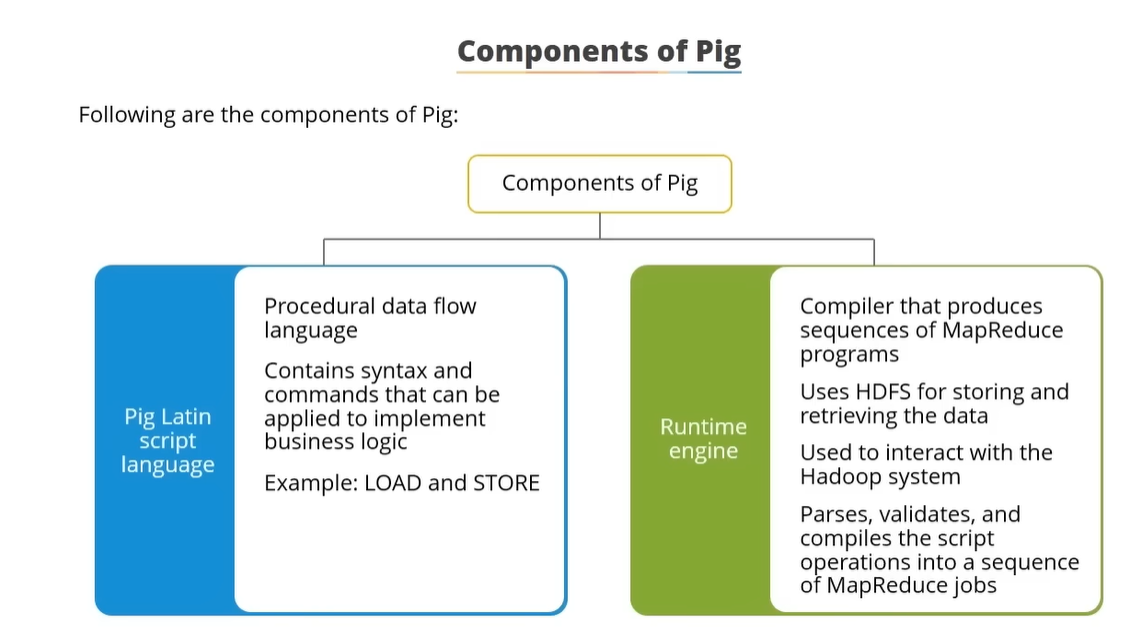 Components of Pig
Following are the components of Pig:
Components of Pig
Pig Latin
script
language
Procedural data flow
language
Contains syntax and
commands that can be
applied to implement
business logic
Example: LOAD and STORE
Runtime
engine
Compiler that produces
sequences of MapReduce
programs
Uses HDFS for storing and
retrieving the data
Used to interact with the
Hadoop system
Parses, validates, and
compiles the script
operations into a sequence
of MapReduce jobs